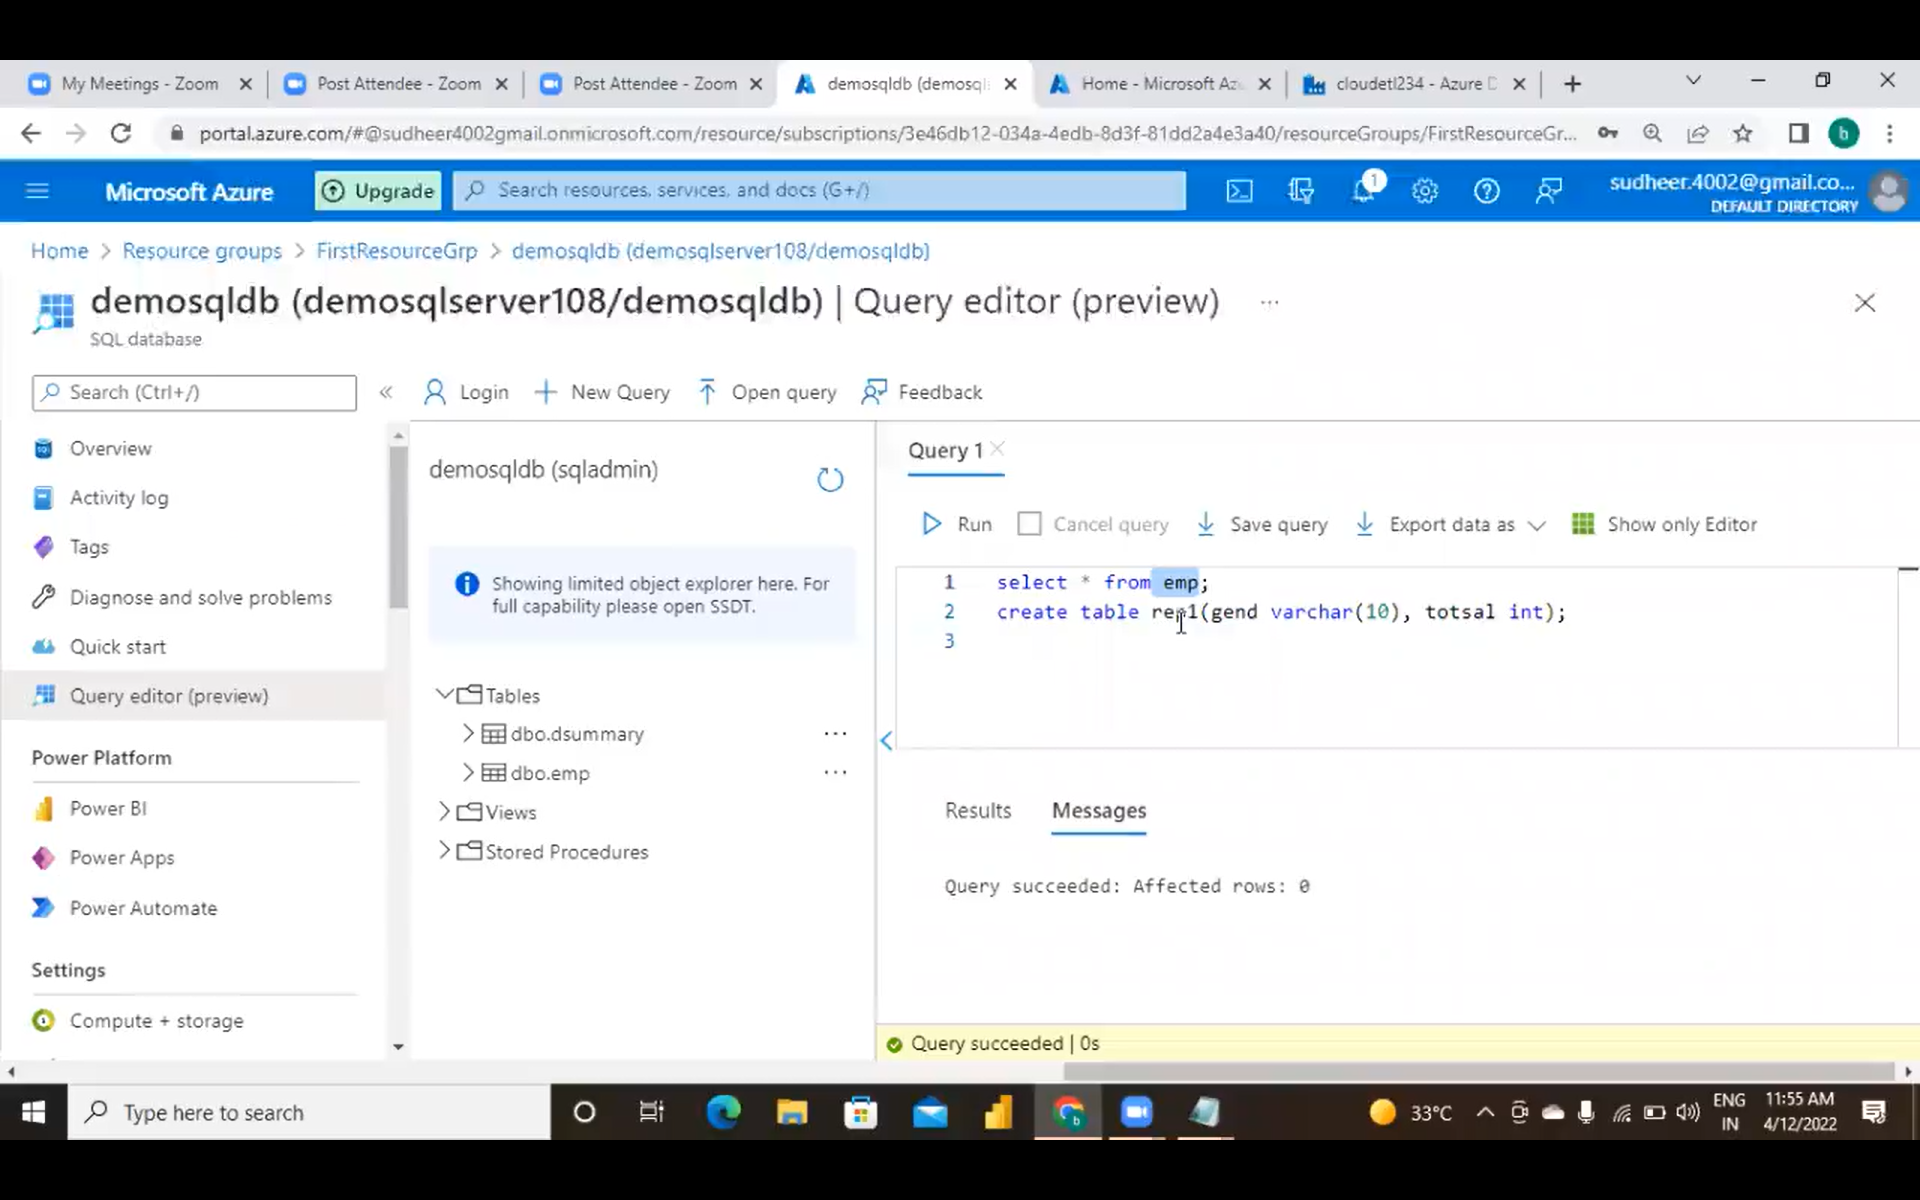 My Meetings - Zoom
Post Attendee - Zoom
Post Attendee - Zoom
demosqldb (demosql
Home - Microsoft Az
cloudetl234 - Azure D
portal.azure.com/#@sudheer4002gmail.onmicrosoft.com/resource/subscriptions/3e46db12-034a-4edb-8d3f-81dd2a4e3a40/resourceGroups/FirstResourceGr...
b
Microsoft Azure
Upgrade
Search resources, services, and docs (G+/)
1
sudheer.4002@gmail.co...
DEFAULT DIRECTORY
Home > Resource groups > FirstResourceGrp > demosqldb (demosqlserver108/demosqldb)
demosqldb (demosqlserver108/demosqldb) | Query editor (preview) ...
SQL database
Search (Ctrl+/)
«
Login
New Query
Open query
Feedback
Overview
Activity log
Tags
Diagnose and solve problems
Quick start
Query editor (preview)
Power Platform
Power BI
Power Apps
Power Automate
Settings
Compute + storage
demosqldb (sqladmin)
Showing limited object explorer here. For
full capability please open SSDT.
Tables
dbo.dsummary ...
dbo.emp ...
Views
Stored Procedures
Query 1
Run
Cancel query
Save query
Export data as
Show only Editor
1 select * from emp;
2 create table rep1(gend varchar(10), totsal int);
3
Results
Messages
Query succeeded: Affected rows: 0
Query succeeded | 0s
Type here to search
33°C
ENG
IN
11:55 AM
4/12/2022